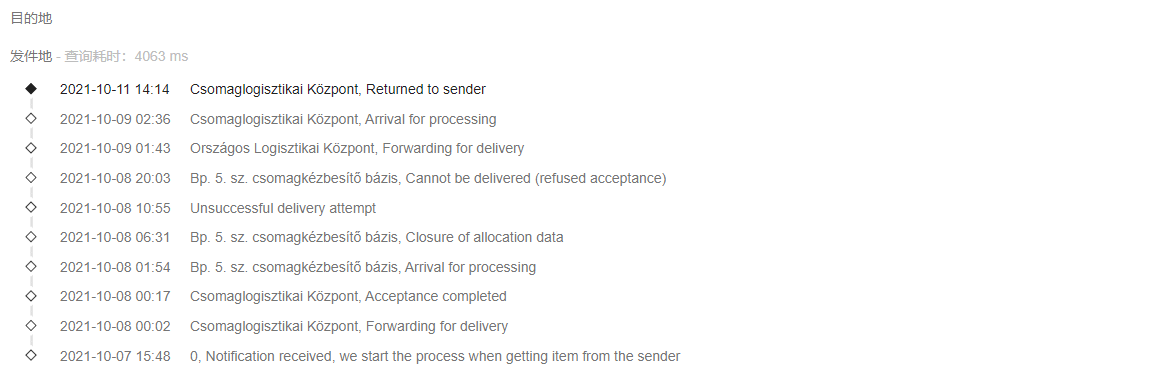 目的地
发件地 - 查询耗时：4063 ms
2021-10-11 14:14 Csomaglogisztikai Központ, Returned to sender
2021-10-09 02:36 Csomaglogisztikai Központ, Arrival for processing
2021-10-09 01:43 Országos Logisztikai Központ, Forwarding for delivery
2021-10-08 20:03 Bp. 5. sz. csomagkézbesítő bázis, Cannot be delivered (refused acceptance)
2021-10-08 10:55 Unsuccessful delivery attempt
2021-10-08 06:31 Bp. 5. sz. csomagkézbesítő bázis, Closure of allocation data
2021-10-08 01:54 Bp. 5. sz. csomagkézbesítő bázis, Arrival for processing
2021-10-08 00:17 Csomaglogisztikai Központ, Acceptance completed
2021-10-08 00:02 Csomaglogisztikai Központ, Forwarding for delivery
2021-10-07 15:48 0, Notification received, we start the process when getting item from the sender